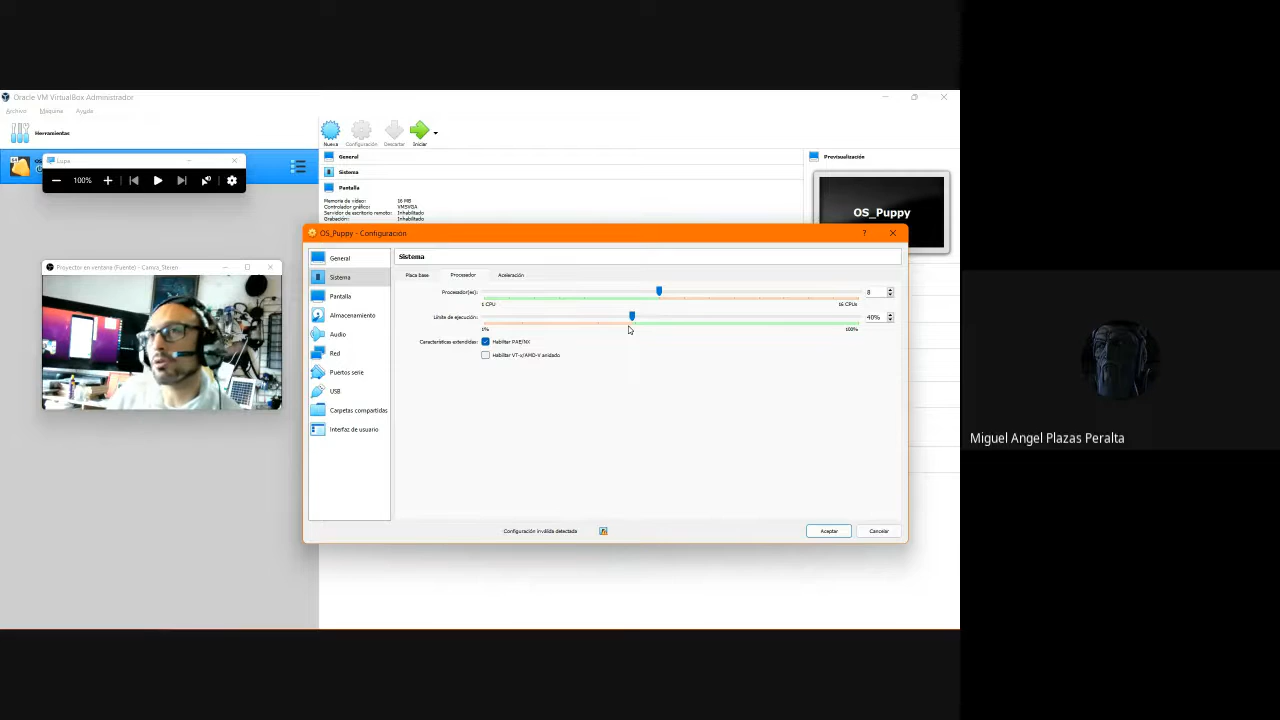 Oracle VM VirtualBox Administrador
Archivo Máquina Ayuda
Herramientas
Nueva Configuración Descartar Iniciar
OS
Lupa
100%
General
Sistema
Pantalla
Memoria de vídeo: 16 MB
Controlador gráfico: VMSVGA
Servidor de escritorio remoto: Inhabilitado
Grabación: Inhabilitado
Previsualización
OS_Puppy
OS_Puppy - Configuración
General
Sistema
Pantalla
Almacenamiento
Audio
Red
Puertos serie
USB
Carpetas compartidas
Interfaz de usuario
Sistema
Placa base Procesador Aceleración
Procesador(es): 8
1 CPU 16 CPUs
Límite de ejecución: 40%
1% 100%
Características extendidas: Habilitar PAE/NX
Habilitar VT-x/AMD-V anidado
Configuración inválida detectada
Aceptar Cancelar
Proyector en ventana (Fuente) - Camra_Steren
Miguel Angel Plazas Peralta